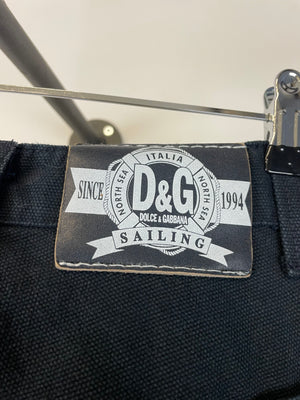 ITALIA
NORTH SEA
NORTH SEA
SINCE
D&G
1994
DOLCE & GABBANA
SAILING